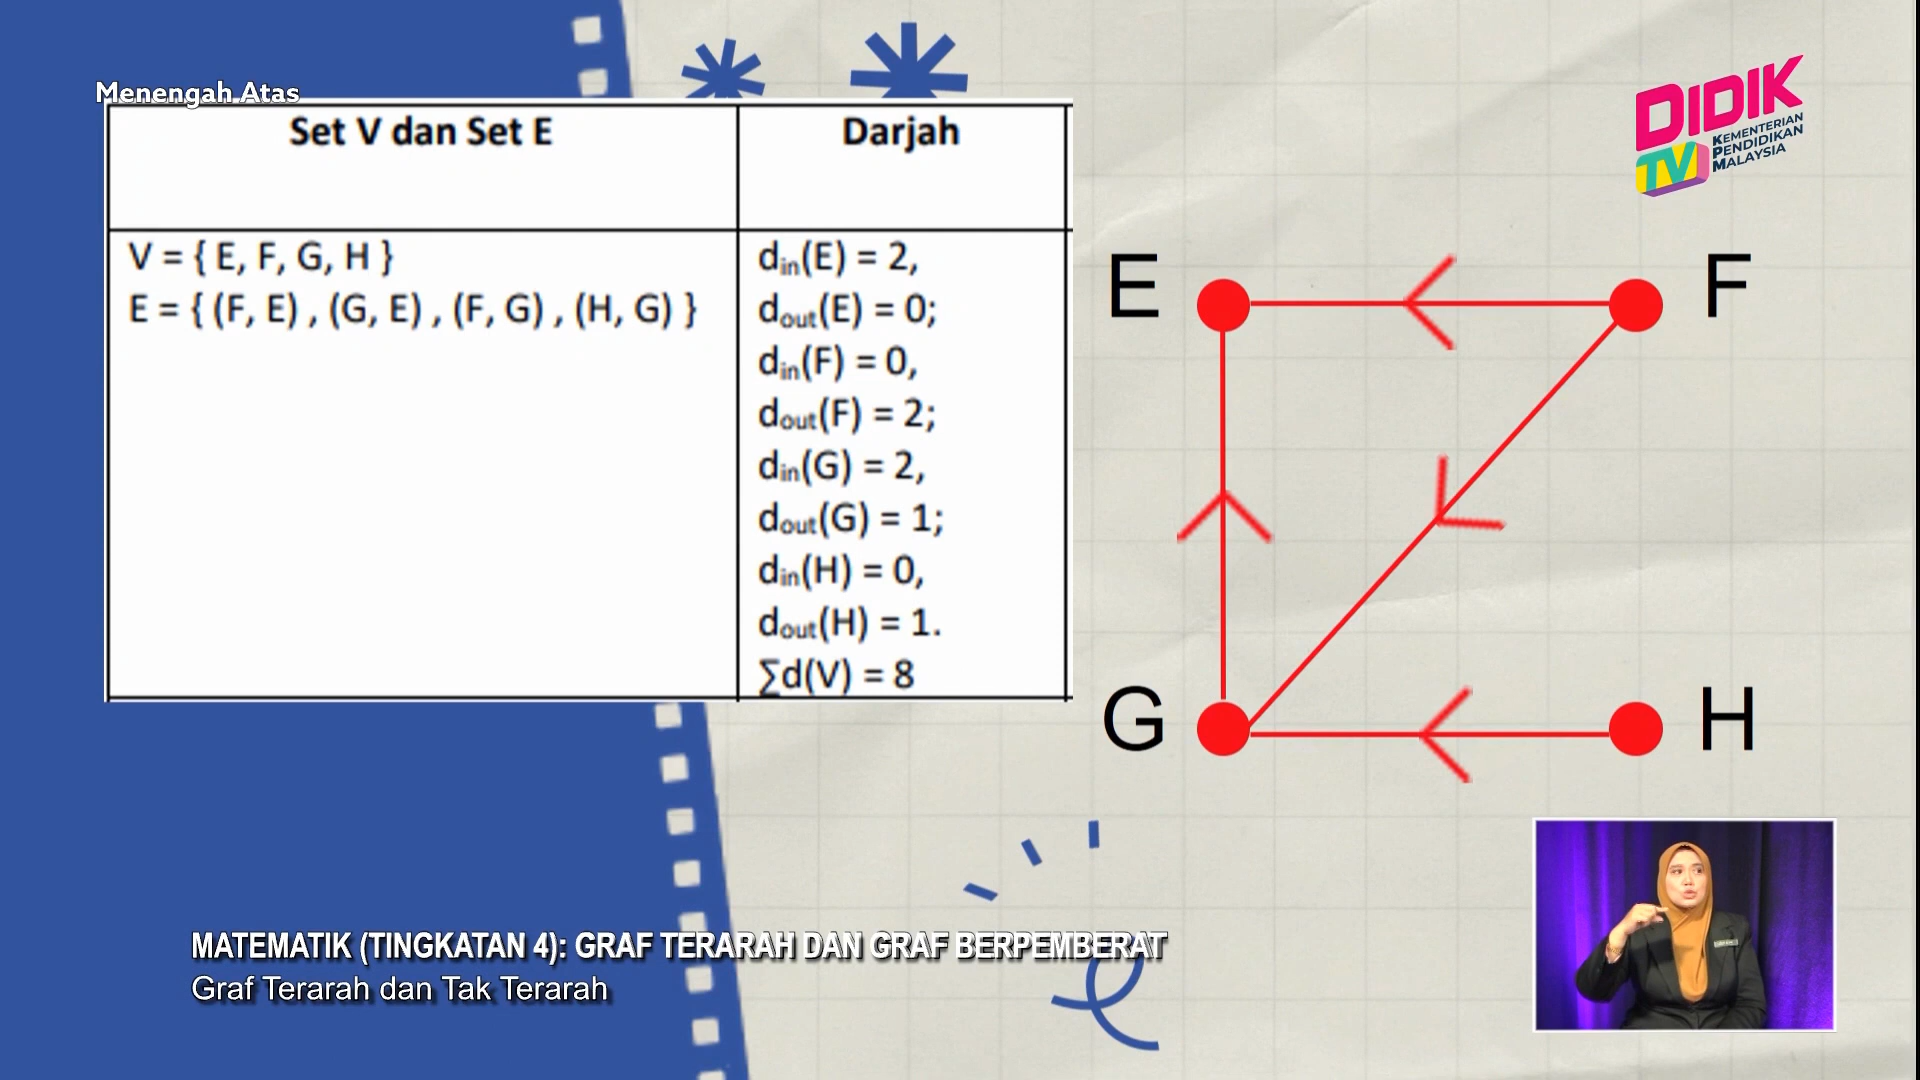 Menengah Atas
Set V dan Set E
Darjah
V = { E, F, G, H }
E = { (F, E) , (G, E) , (F, G) , (H, G) }
din(E) = 2,
dout(E) = 0;
din(F) = 0,
dout(F) = 2;
din(G) = 2,
dout(G) = 1;
din(H) = 0,
dout(H) = 1.
∑d(V) = 8
DIDIK
TV
KEMENTERIAN
PENDIDIKAN
MALAYSIA
E
F
G
H
MATEMATIK (TINGKATAN 4): GRAF TERARAH DAN GRAF BERPEMBERAT
Graf Terarah dan Tak Terarah